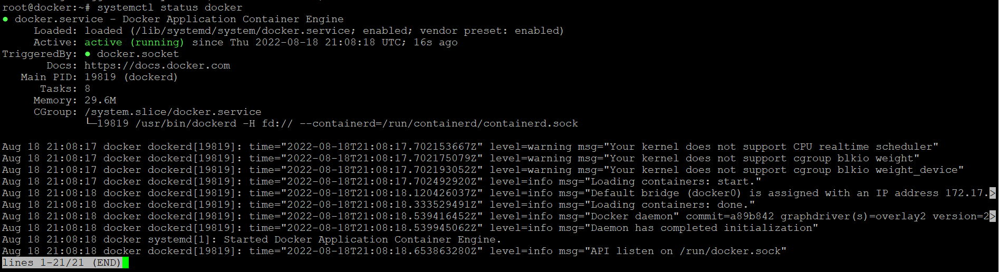 root@docker:~# systemctl status docker
● docker.service - Docker Application Container Engine
     Loaded: loaded (/lib/systemd/system/docker.service; enabled; vendor preset: enabled)
     Active: active (running) since Thu 2022-08-18 21:08:18 UTC; 16s ago
TriggeredBy: ● docker.socket
       Docs: https://docs.docker.com
   Main PID: 19819 (dockerd)
      Tasks: 8
     Memory: 29.6M
     CGroup: /system.slice/docker.service
             └─19819 /usr/bin/dockerd -H fd:// --containerd=/run/containerd/containerd.sock

Aug 18 21:08:17 docker dockerd[19819]: time="2022-08-18T21:08:17.702153667Z" level=warning msg="Your kernel does not support CPU realtime scheduler"
Aug 18 21:08:17 docker dockerd[19819]: time="2022-08-18T21:08:17.702175079Z" level=warning msg="Your kernel does not support cgroup blkio weight"
Aug 18 21:08:17 docker dockerd[19819]: time="2022-08-18T21:08:17.702193052Z" level=warning msg="Your kernel does not support cgroup blkio weight_device"
Aug 18 21:08:17 docker dockerd[19819]: time="2022-08-18T21:08:17.702492920Z" level=info msg="Loading containers: start."
Aug 18 21:08:18 docker dockerd[19819]: time="2022-08-18T21:08:18.120426037Z" level=info msg="Default bridge (docker0) is assigned with an IP address 172.17.>
Aug 18 21:08:18 docker dockerd[19819]: time="2022-08-18T21:08:18.333529491Z" level=info msg="Loading containers: done."
Aug 18 21:08:18 docker dockerd[19819]: time="2022-08-18T21:08:18.539416452Z" level=info msg="Docker daemon" commit=a89b842 graphdriver(s)=overlay2 version=2>
Aug 18 21:08:18 docker dockerd[19819]: time="2022-08-18T21:08:18.539945062Z" level=info msg="Daemon has completed initialization"
Aug 18 21:08:18 docker systemd[1]: Started Docker Application Container Engine.
Aug 18 21:08:18 docker dockerd[19819]: time="2022-08-18T21:08:18.653863280Z" level=info msg="API listen on /run/docker.sock"
lines 1-21/21 (END)